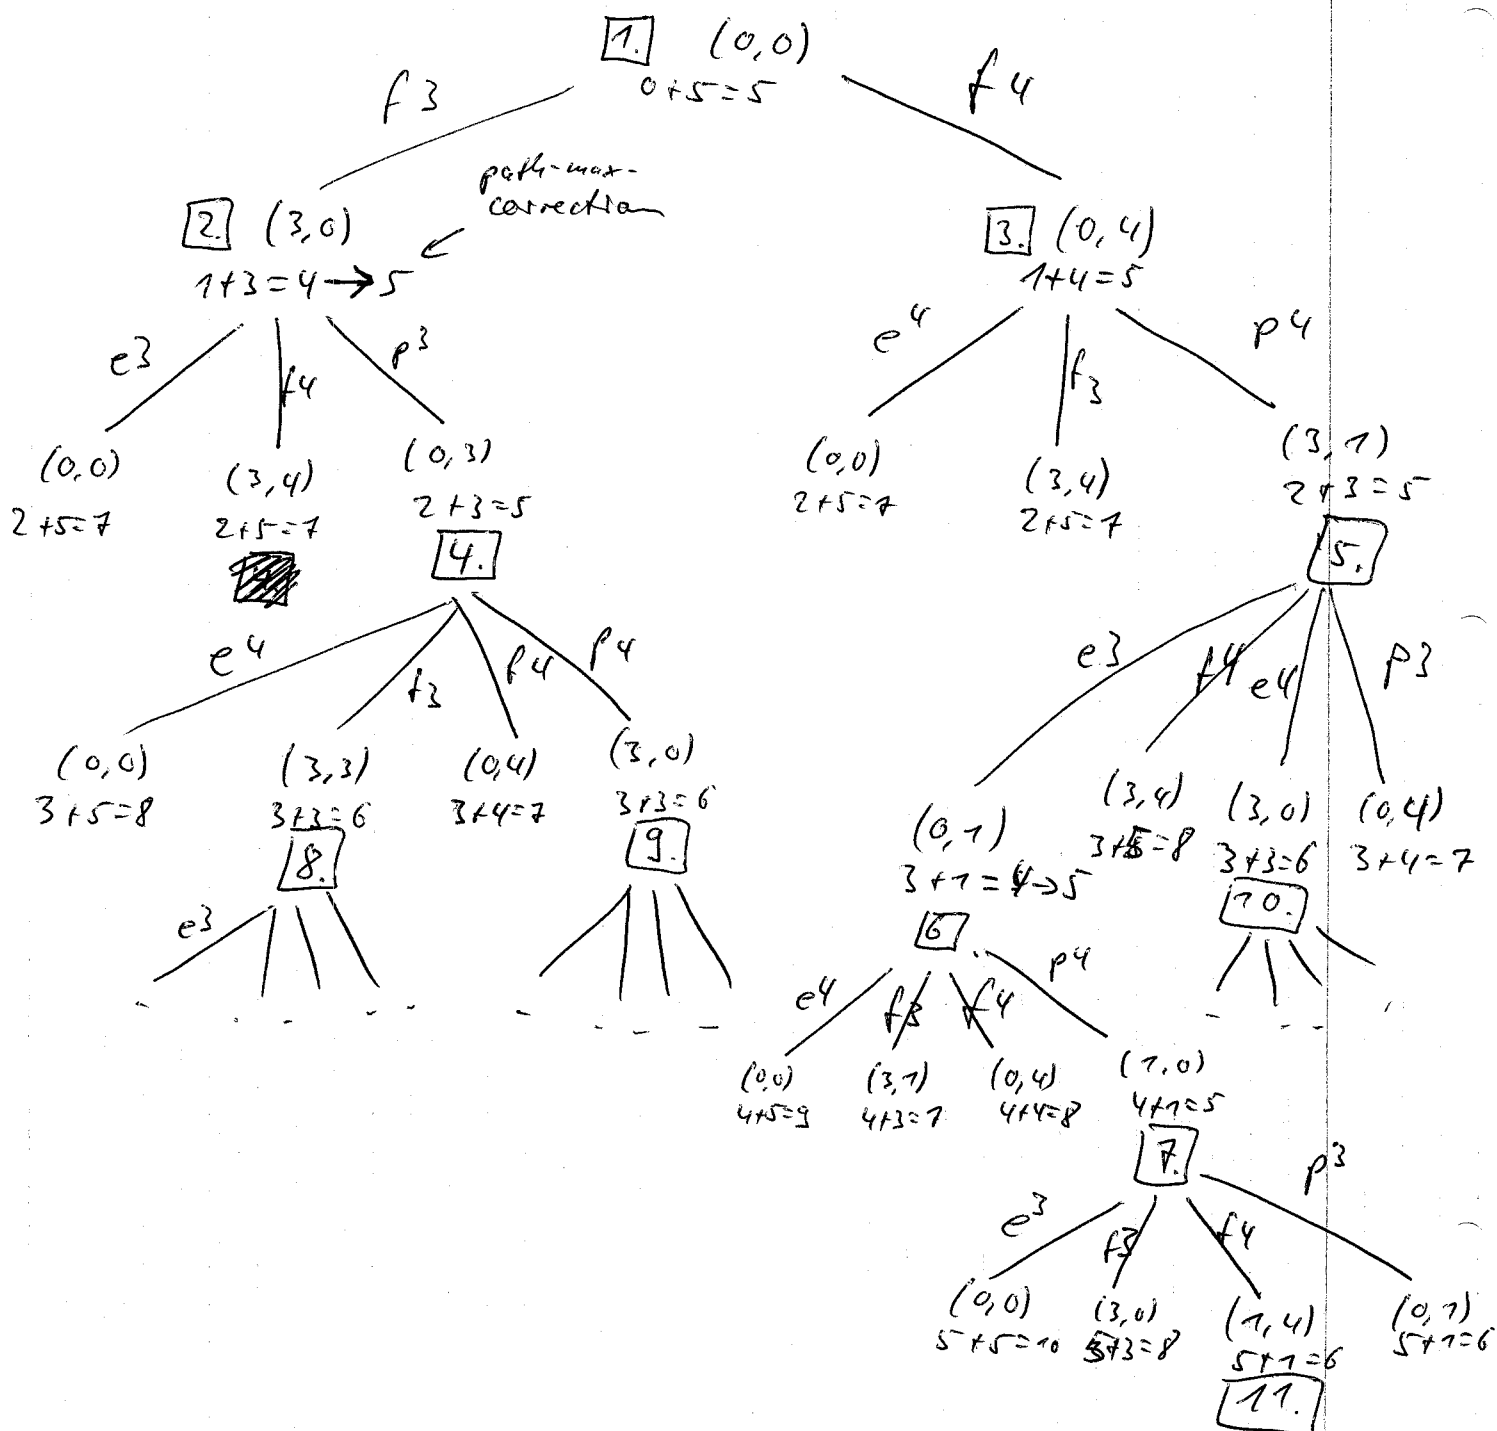 1. (0,0)
0+5=5
f3
f4
path-max-
correction
2. (3,0)
1+3=4→5
3. (0,4)
1+4=5
e3
f4
p3
e4
f3
p4
(0,0)
2+5=7
(3,4)
2+5=7
(0,3)
2+3=5
4.
(0,0)
2+5=7
(3,4)
2+5=7
(3,1)
2+3=5
5.
e4
f3
f4
p4
e3
f4
e4
p3
(0,0)
3+5=8
(3,3)
3+3=6
8.
(0,4)
3+4=7
(3,0)
3+3=6
9.
(0,1)
3+1=4→5
6
(3,4)
3+5=8
(3,0)
3+3=6
10.
(0,4)
3+4=7
e3
e4
f3
f4
p4
(0,0)
4+5=9
(3,1)
4+3=7
(0,4)
4+4=8
(1,0)
4+1=5
7.
e3
f3
f4
p3
(0,0)
5+5=10
(3,0)
5+3=8
(1,4)
5+1=6
11.
(0,1)
5+1=6